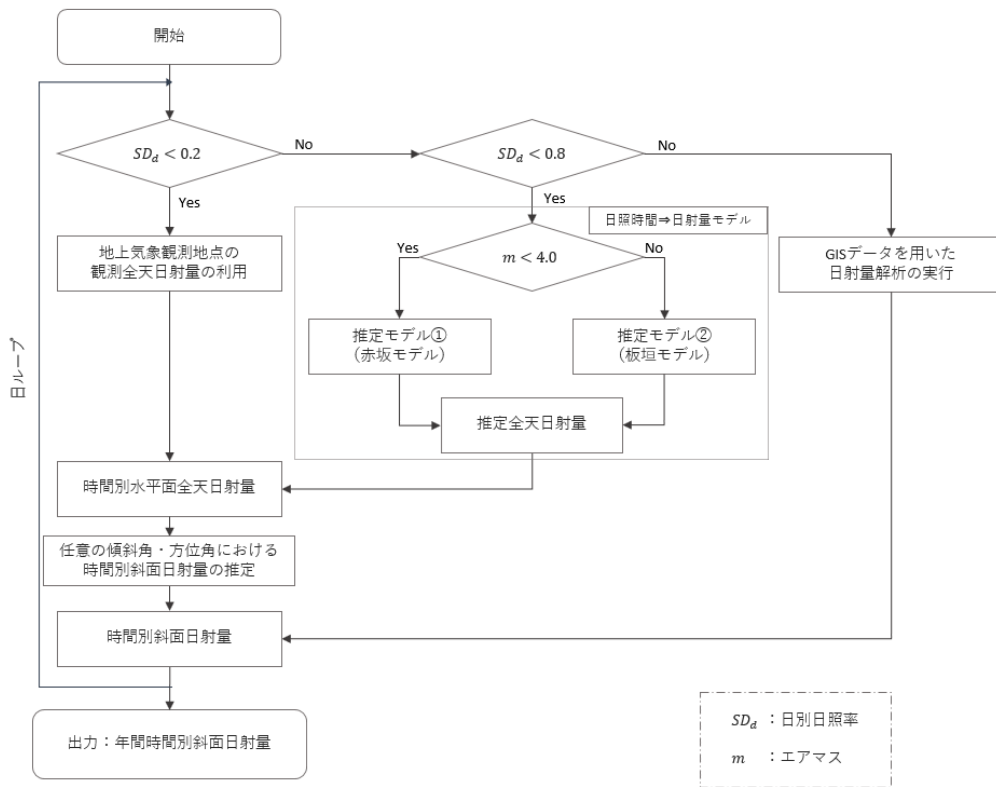 開始
SD_d < 0.2
No
SD_d < 0.8
No
Yes
Yes
日照時間⇒日射量モデル
地上気象観測地点の
観測全天日射量の利用
Yes
m < 4.0
No
GISデータを用いた
日射量解析の実行
推定モデル①
(赤坂モデル)
推定モデル②
(板垣モデル)
日ループ
推定全天日射量
時間別水平面全天日射量
任意の傾斜角・方位角における
時間別斜面日射量の推定
時間別斜面日射量
出力：年間時間別斜面日射量
SD_d ：日別日照率
m ：エアマス